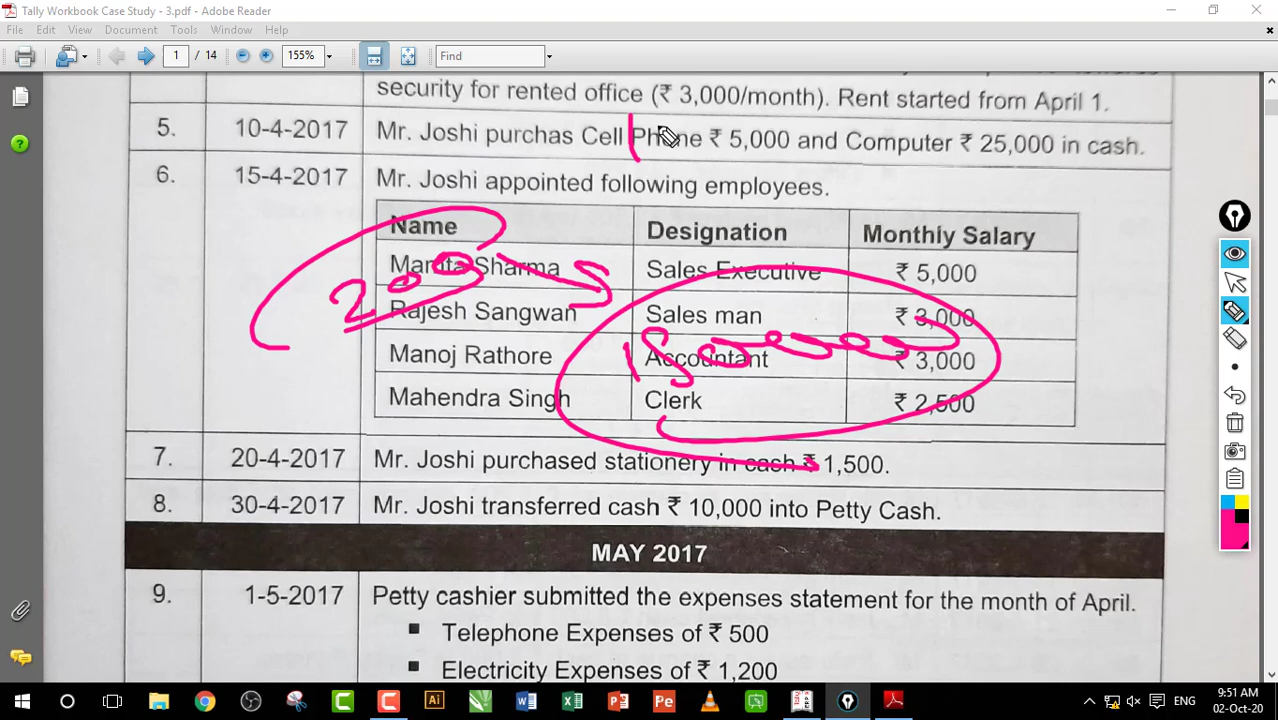 Tally Workbook Case Study - 3.pdf - Adobe Reader
File Edit View Document Tools Window Help
1 / 14 155% Find
security for rented office (₹ 3,000/month). Rent started from April 1.
5. 10-4-2017 Mr. Joshi purchas Cell Phone ₹ 5,000 and Computer ₹ 25,000 in cash.
6. 15-4-2017 Mr. Joshi appointed following employees.
Name Designation Monthly Salary
Mamta Sharma Sales Executive ₹ 5,000
Rajesh Sangwan Sales man ₹ 3,000
Manoj Rathore Accountant ₹ 3,000
Mahendra Singh Clerk ₹ 2,500
7. 20-4-2017 Mr. Joshi purchased stationery in cash ₹ 1,500.
8. 30-4-2017 Mr. Joshi transferred cash ₹ 10,000 into Petty Cash.
MAY 2017
9. 1-5-2017 Petty cashier submitted the expenses statement for the month of April.
▪ Telephone Expenses of ₹ 500
▪ Electricity Expenses of ₹ 1,200
ENG
9:51 AM
02-Oct-20